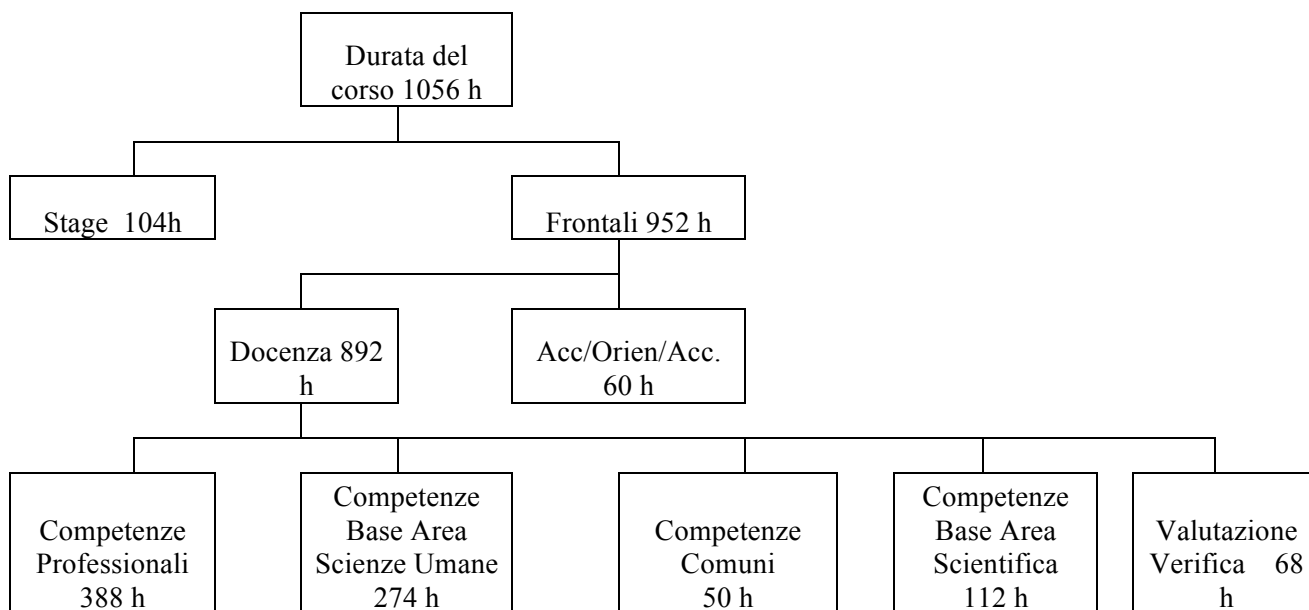 Durata del
corso 1056 h
Stage 104h
Frontali 952 h
Docenza 892
h
Acc/Orien/Acc.
60 h
Competenze
Professionali
388 h
Competenze
Base Area
Scienze Umane
274 h
Competenze
Comuni
50 h
Competenze
Base Area
Scientifica
112 h
Valutazione
Verifica 68
h